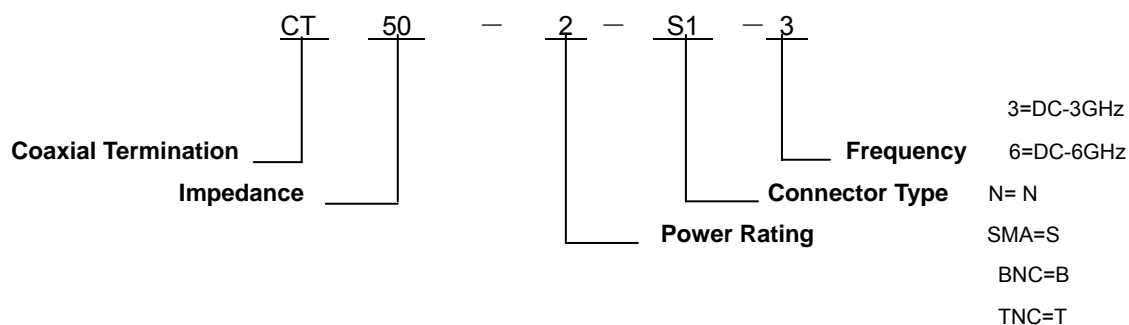 CT 50 — 2 — S1 — 3
3=DC-3GHz
Coaxial Termination Frequency 6=DC-6GHz
Impedance Connector Type N= N
Power Rating SMA=S
BNC=B
TNC=T